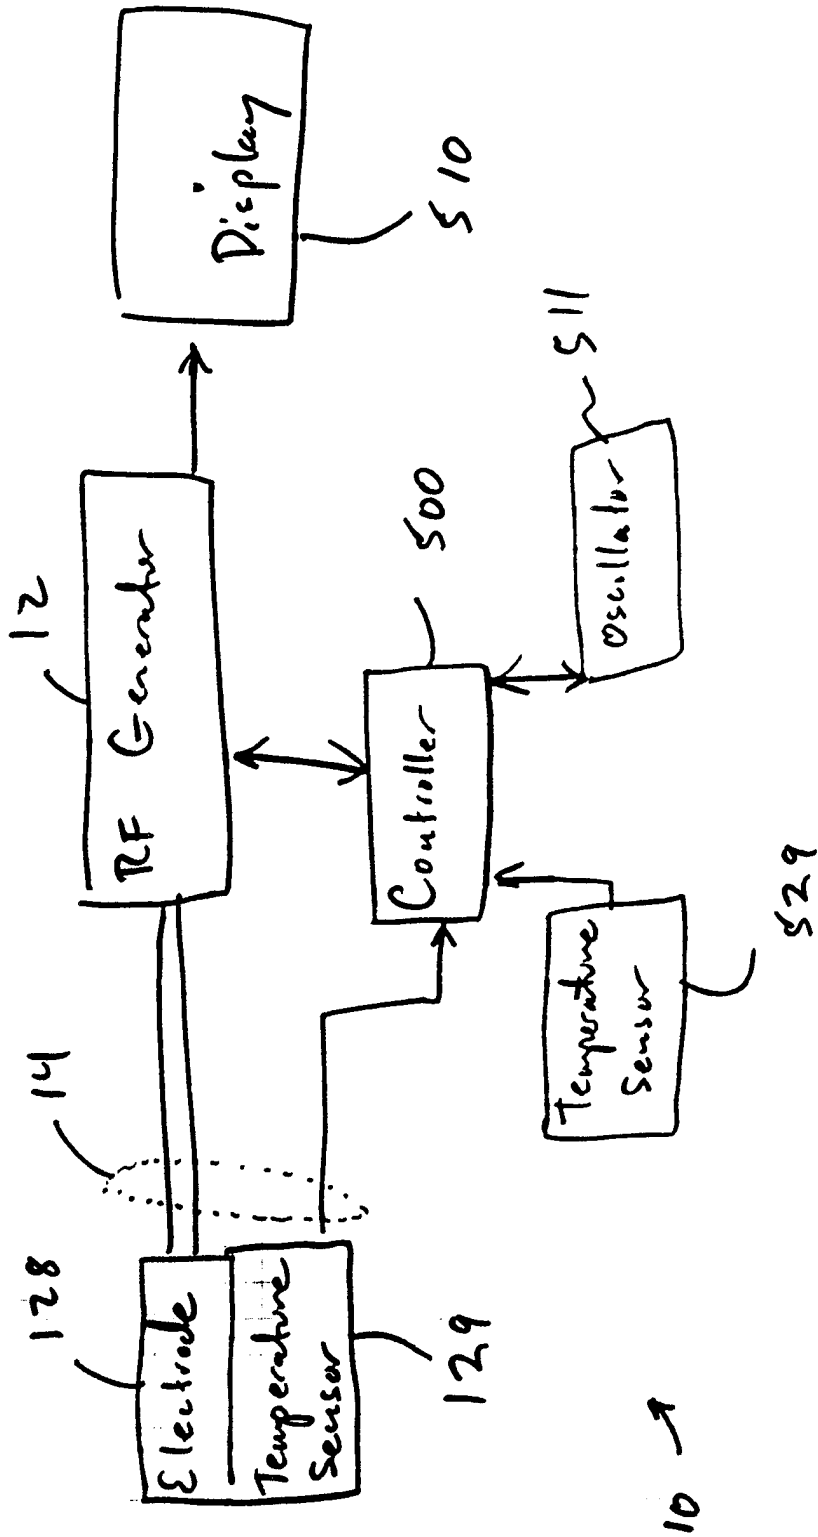 12
RF Generator
Display
510
14
128
Electrode
Temperature
Sensor
129
Controller
500
Oscillator
511
Temperature
Sensor
529
10